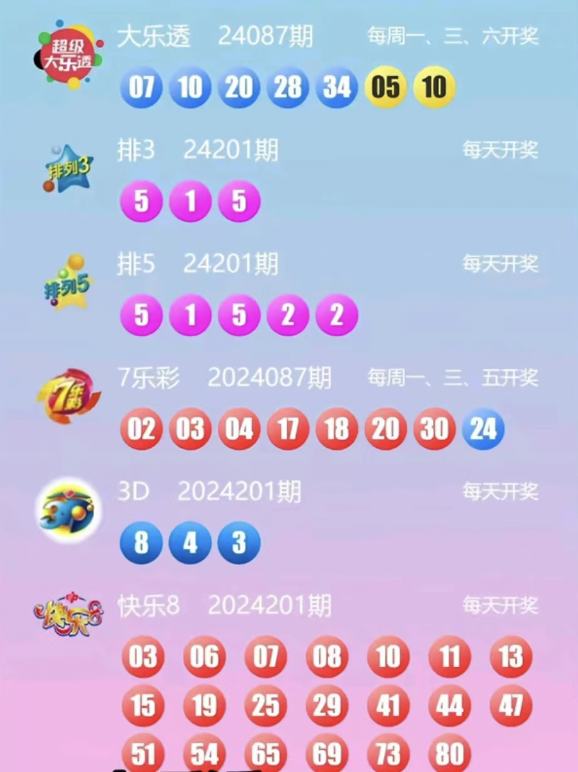 超级
大乐透
大乐透 24087期 每周一、三、六开奖
07 10 20 28 34 05 10
排列3
排3 24201期 每天开奖
5 1 5
排列5
排5 24201期 每天开奖
5 1 5 2 2
7乐彩
7乐彩 2024087期 每周一、三、五开奖
02 03 04 17 18 20 30 24
3D
3D 2024201期 每天开奖
8 4 3
快乐8 2024201期 每天开奖
03 06 07 08 10 11 13
15 19 25 29 41 44 47
51 54 65 69 73 80